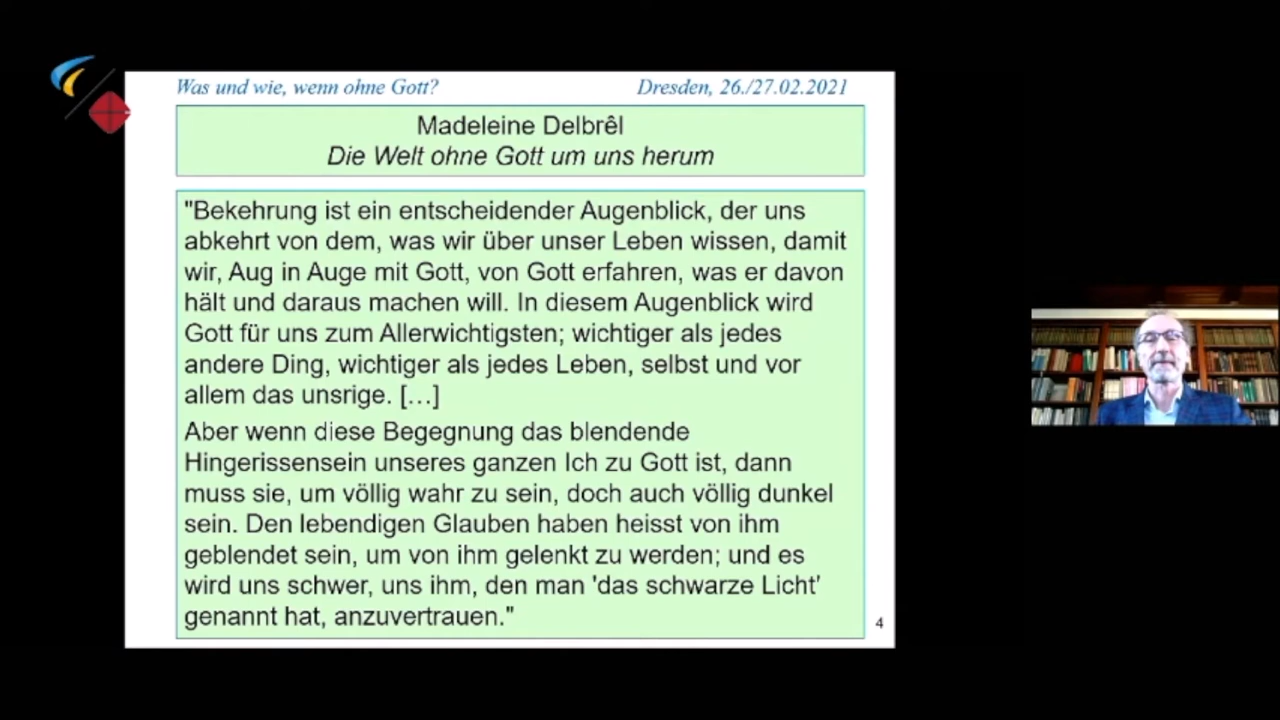 Was und wie, wenn ohne Gott?
Dresden, 26./27.02.2021
Madeleine Delbrêl
Die Welt ohne Gott um uns herum
"Bekehrung ist ein entscheidender Augenblick, der uns
abkehrt von dem, was wir über unser Leben wissen, damit
wir, Aug in Auge mit Gott, von Gott erfahren, was er davon
hält und daraus machen will. In diesem Augenblick wird
Gott für uns zum Allerwichtigsten; wichtiger als jedes
andere Ding, wichtiger als jedes Leben, selbst und vor
allem das unsrige. […]
Aber wenn diese Begegnung das blendende
Hingerissensein unseres ganzen Ich zu Gott ist, dann
muss sie, um völlig wahr zu sein, doch auch völlig dunkel
sein. Den lebendigen Glauben haben heisst von ihm
geblendet sein, um von ihm gelenkt zu werden; und es
wird uns schwer, uns ihm, den man 'das schwarze Licht'
genannt hat, anzuvertrauen."
4